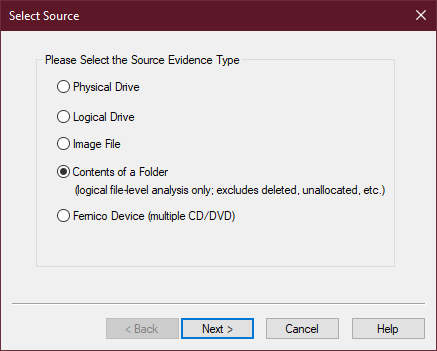 Select Source
Please Select the Source Evidence Type
Physical Drive
Logical Drive
Image File
Contents of a Folder
(logical file-level analysis only; excludes deleted, unallocated, etc.)
Fernico Device (multiple CD/DVD)
< Back
Next >
Cancel
Help